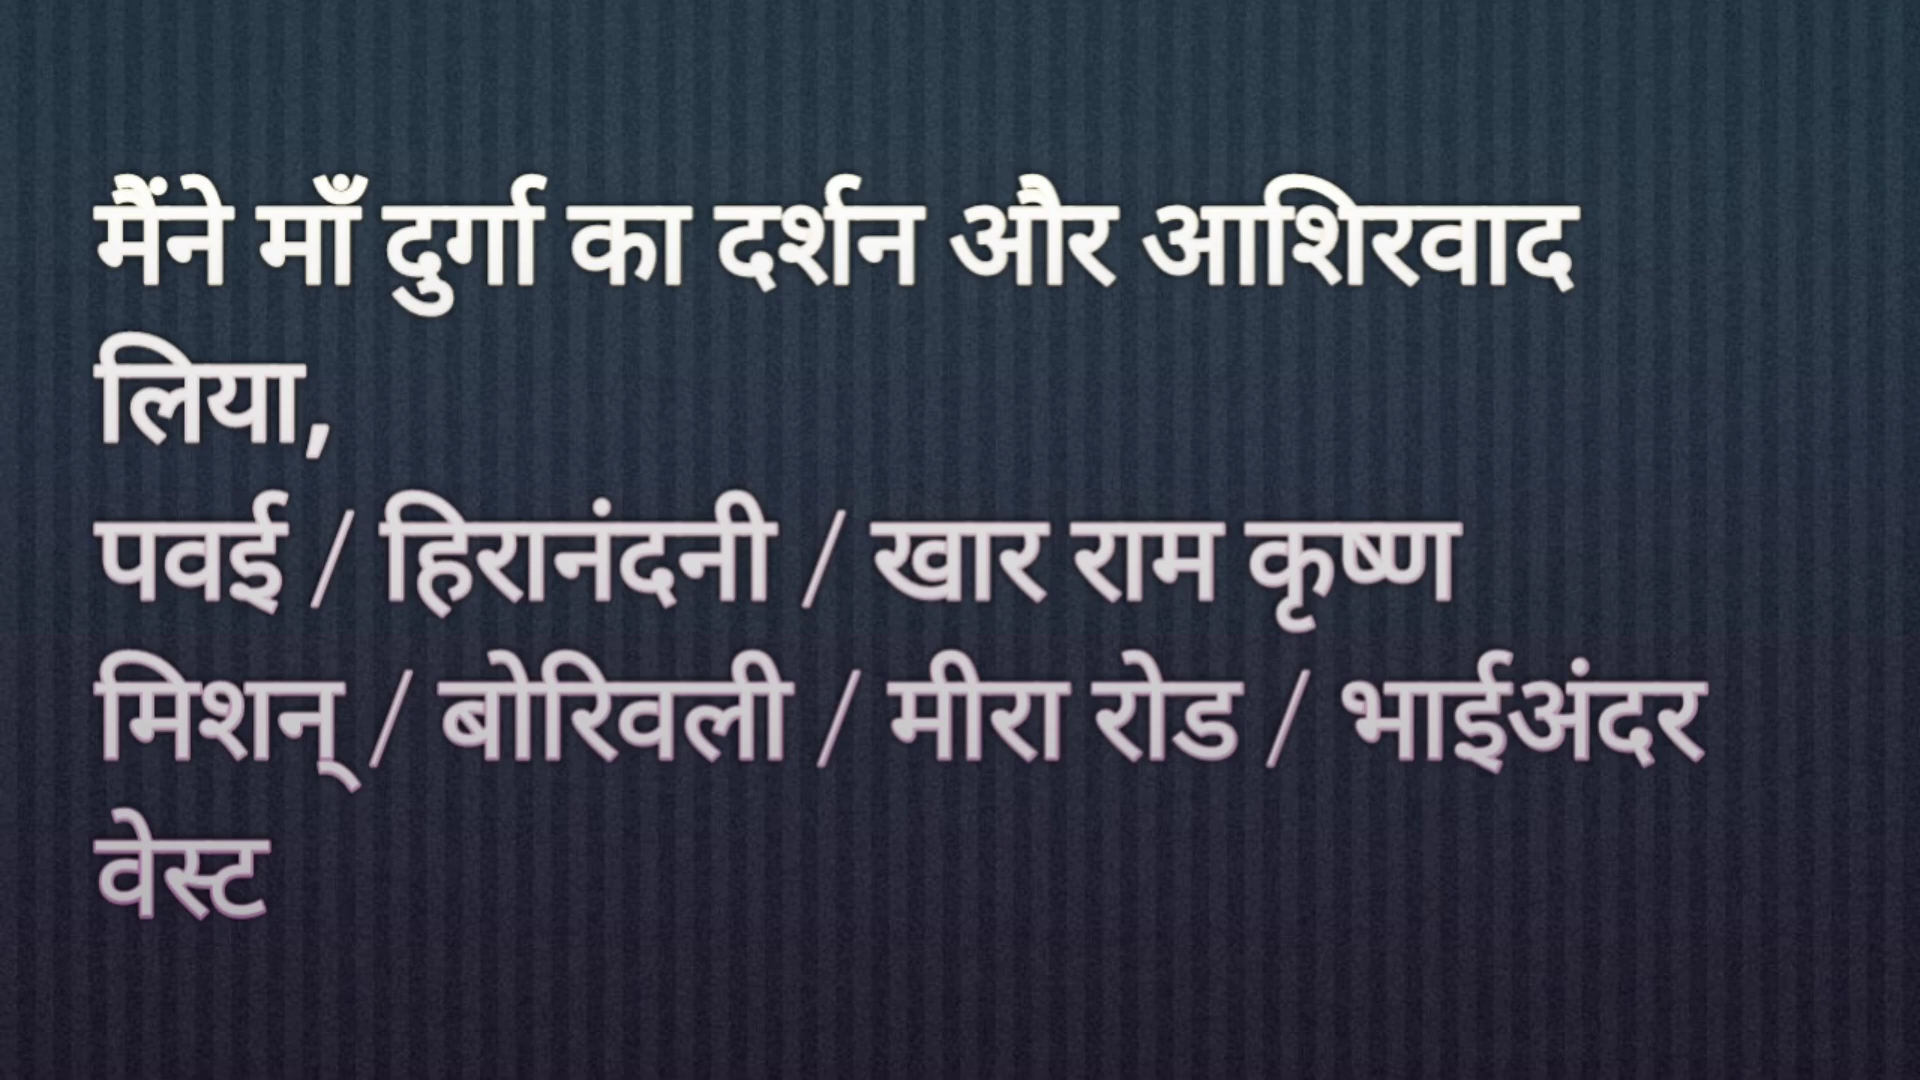 मैंने माँ दुर्गा का दर्शन और आशिरवाद
लिया,
पवई / हिरानंदनी / खार राम कृष्ण
मिशन् / बोरिवली / मीरा रोड / भाईअंदर
वेस्ट